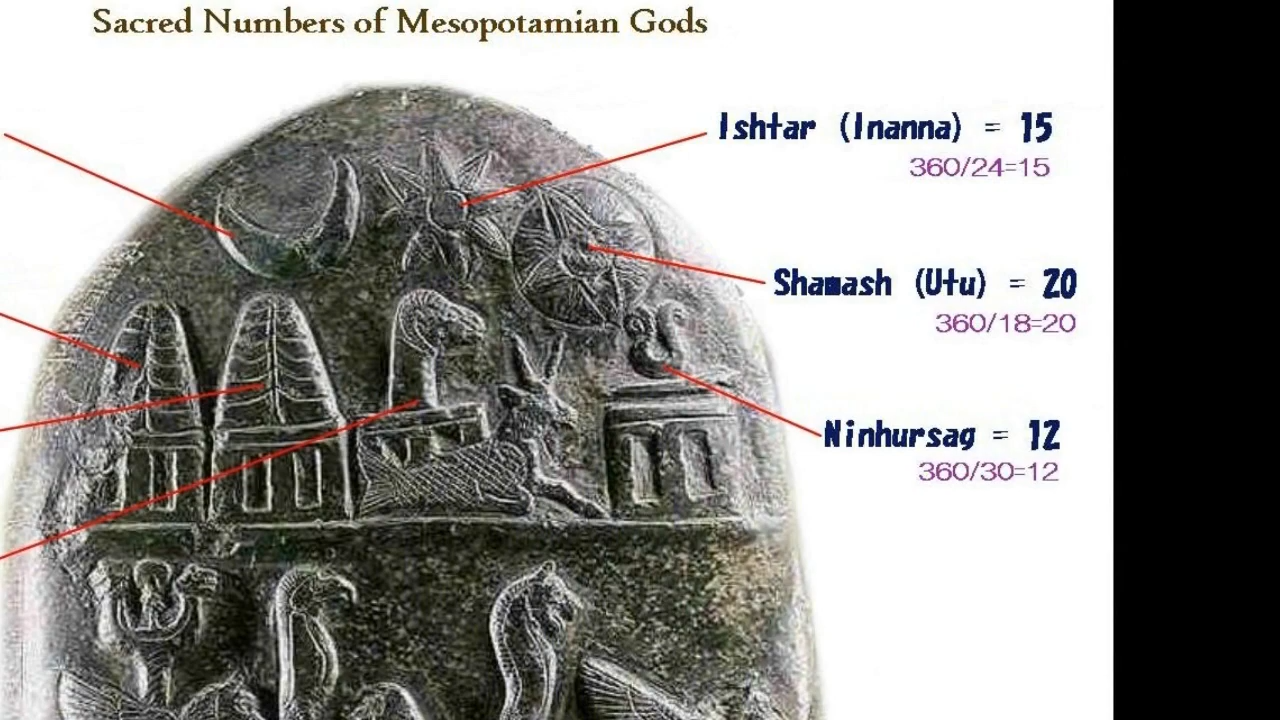 Sacred Numbers of Mesopotamian Gods
Ishtar (Inanna) = 15
360/24=15
Shamash (Utu) = 20
360/18=20
Ninhursag = 12
360/30=12